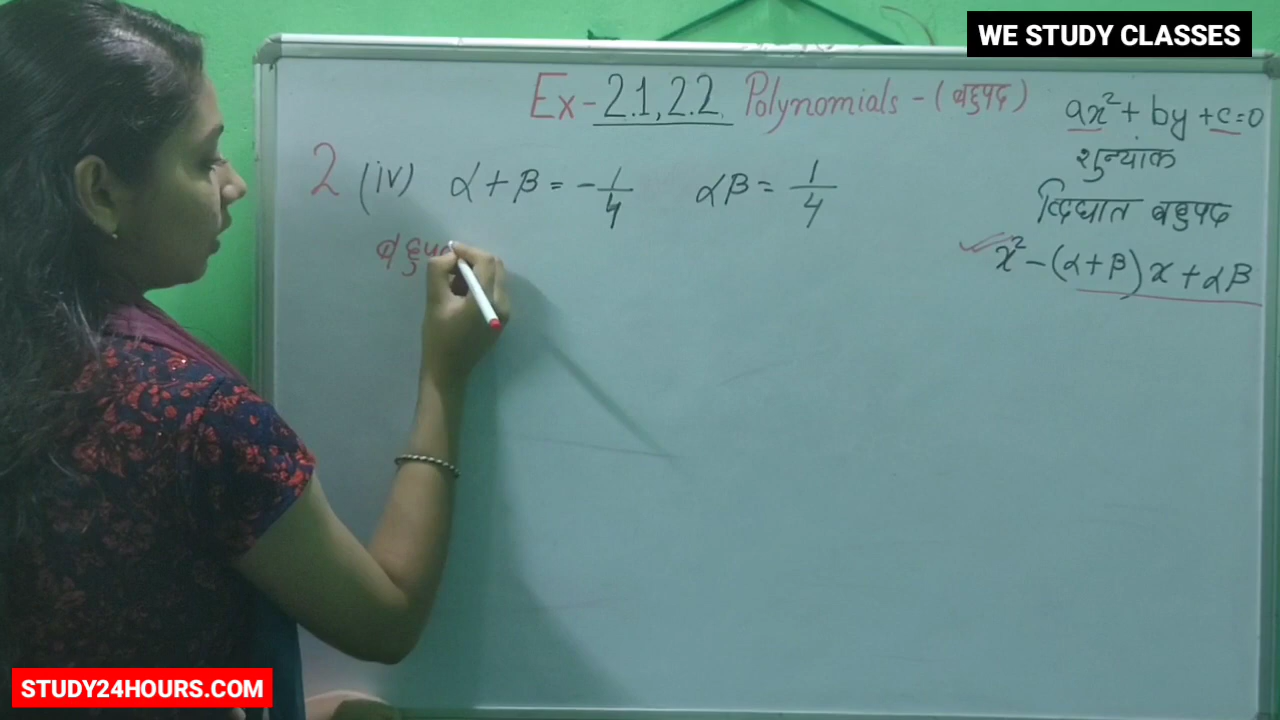 WE STUDY CLASSES
Ex-2.1, 2.2. Polynomials - (बहुपद)
ax² + by + c = 0
शुन्यांक
द्विघात बहुपद
x² - (α+β)x + αβ
2 (iv) α + β = -1/4 αβ = 1/4
बहुप
STUDY24HOURS.COM